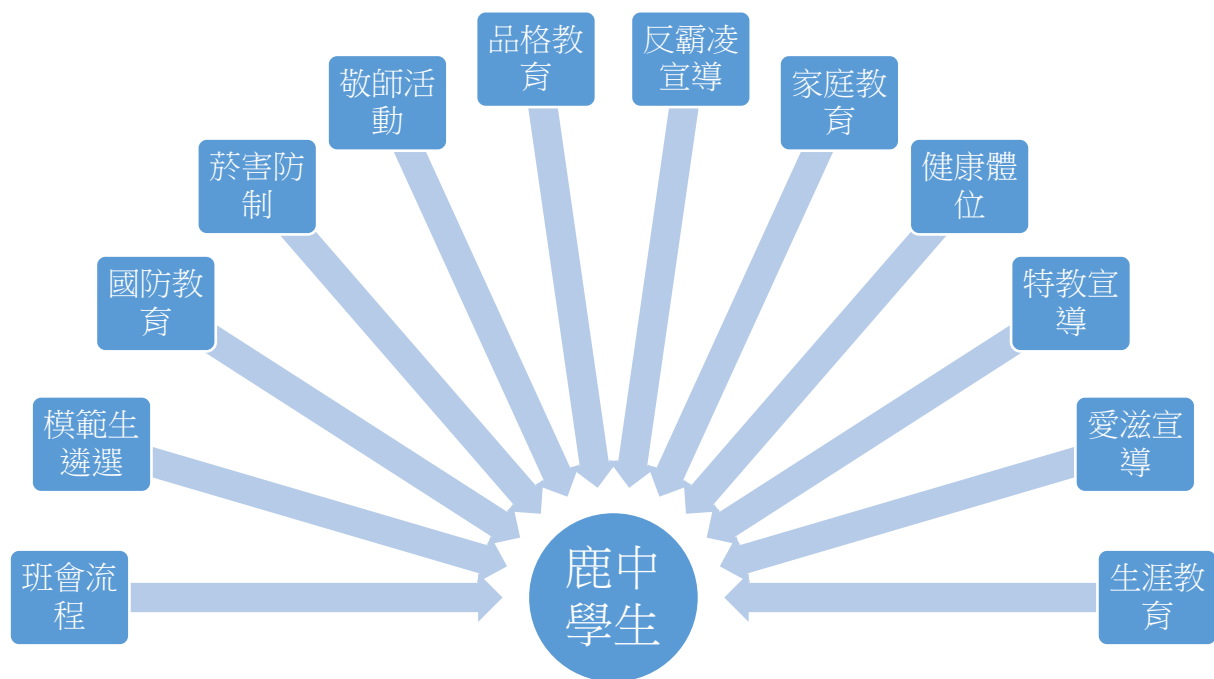 品格教
育
反霸凌
宣導
敬師活
動
家庭教
育
菸害防
制
健康體
位
國防教
育
特教宣
導
模範生
遴選
愛滋宣
導
班會流
程
鹿中
學生
生涯教
育